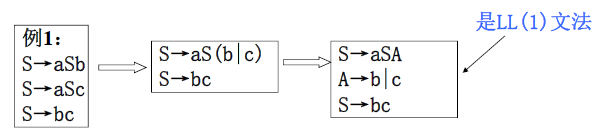 例1:
S→aSb
S→aSc
S→bc
S→aS(b|c)
S→bc
S→aSA
A→b|c
S→bc
是LL(1)文法